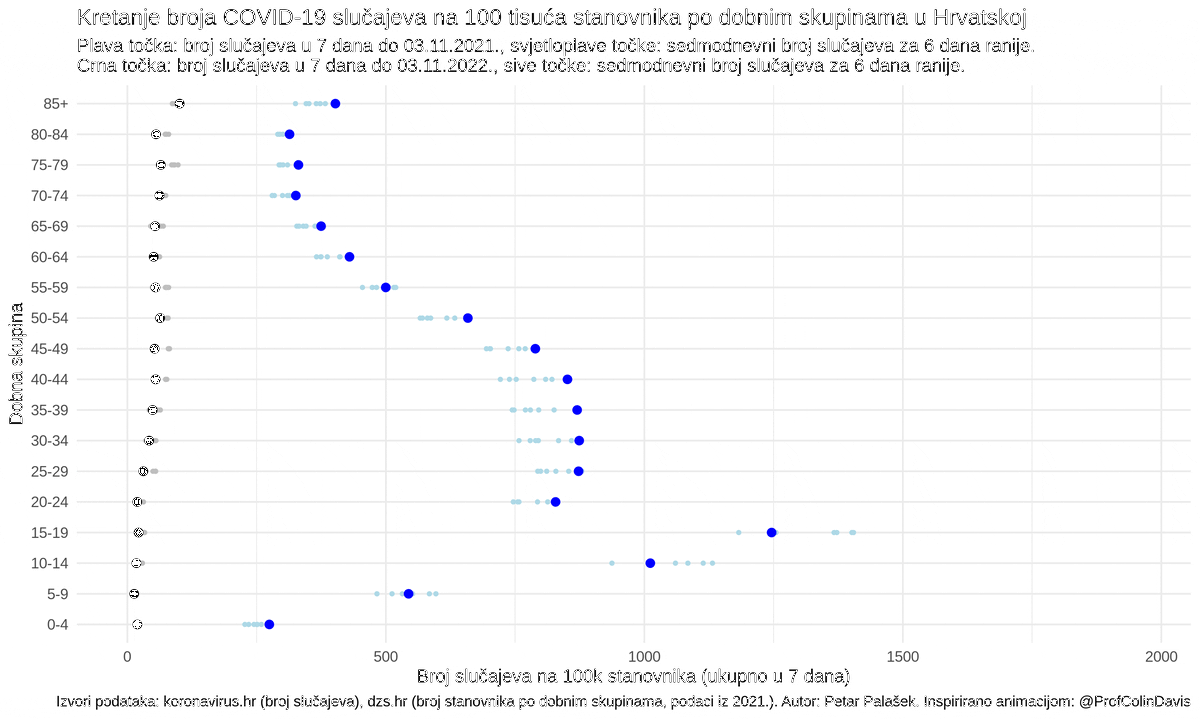 Kretanje broja COVID-19 slučajeva na 100 tisuća stanovnika po dobnim skupinama u Hrvatskoj
Plava točka: broj slučajeva u 7 dana do 03.11.2021., svjetloplave točke: sedmodnevni broj slučajeva za 6 dana ranije.
Crna točka: broj slučajeva u 7 dana do 03.11.2022., sive točke: sedmodnevni broj slučajeva za 6 dana ranije.
Dobna skupina
85+
80-84
75-79
70-74
65-69
60-64
55-59
50-54
45-49
40-44
35-39
30-34
25-29
20-24
15-19
10-14
5-9
0-4
0 500 1000 1500 2000
Broj slučajeva na 100k stanovnika (ukupno u 7 dana)
Izvori podataka: koronavirus.hr (broj slučajeva), dzs.hr (broj stanovnika po dobnim skupinama, podaci iz 2021.). Autor: Petar Palašek. Inspirirano animacijom: @ProfColinDavis